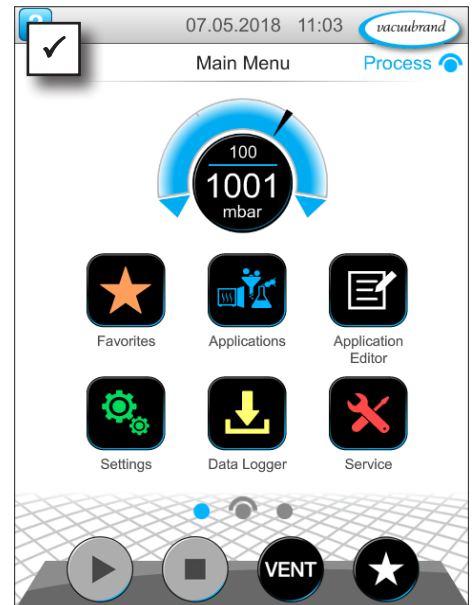 07.05.2018 11:03 vacuubrand
Main Menu Process
100
1001
mbar
Favorites Applications Application
Editor
Settings Data Logger Service
VENT